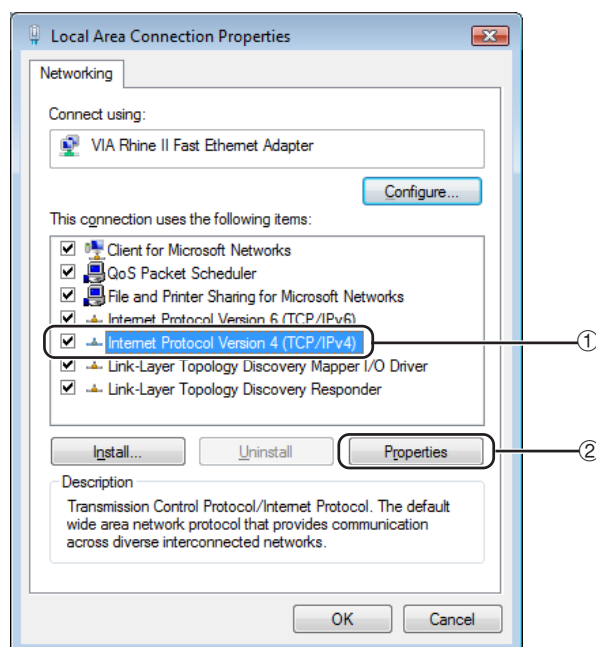 Local Area Connection Properties
Networking
Connect using:
VIA Rhine II Fast Ethernet Adapter
Configure...
This connection uses the following items:
Client for Microsoft Networks
QoS Packet Scheduler
File and Printer Sharing for Microsoft Networks
Internet Protocol Version 6 (TCP/IPv6)
Internet Protocol Version 4 (TCP/IPv4)
①
Link-Layer Topology Discovery Mapper I/O Driver
Link-Layer Topology Discovery Responder
Install... Uninstall Properties
②
Description
Transmission Control Protocol/Internet Protocol. The default
wide area network protocol that provides communication
across diverse interconnected networks.
OK Cancel